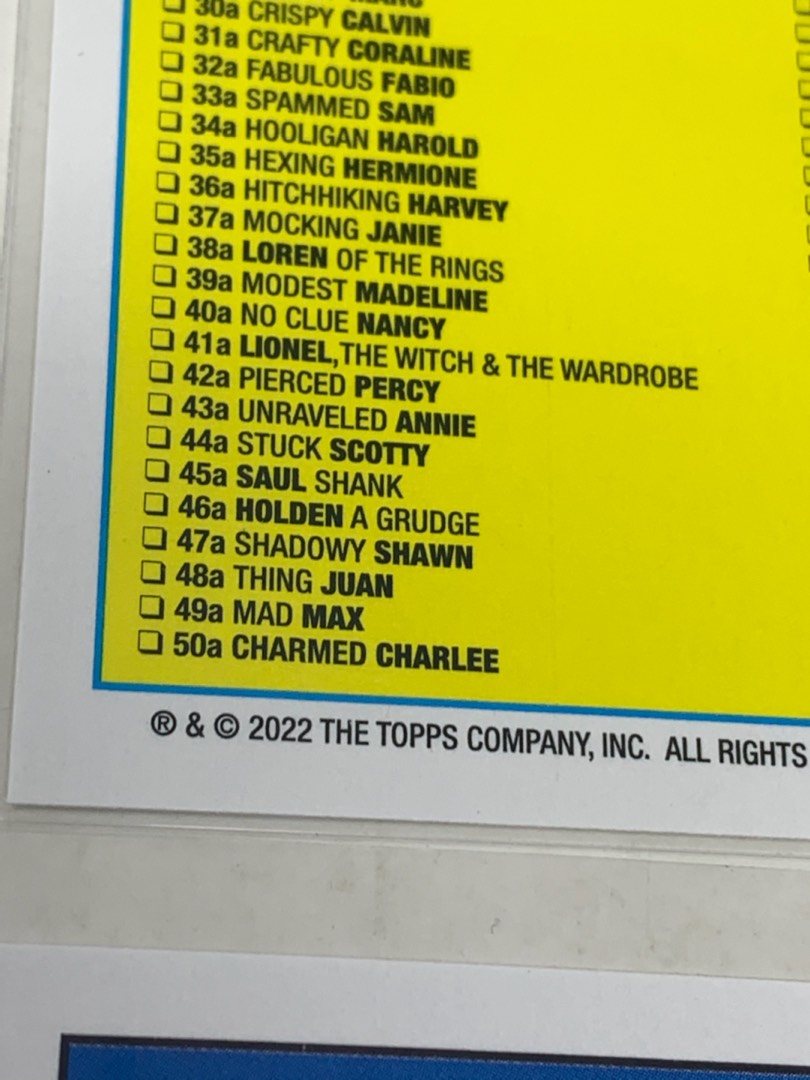 ❏ 30a CRISPY CALVIN
❏ 31a CRAFTY CORALINE
❏ 32a FABULOUS FABIO
❏ 33a SPAMMED SAM
❏ 34a HOOLIGAN HAROLD
❏ 35a HEXING HERMIONE
❏ 36a HITCHHIKING HARVEY
❏ 37a MOCKING JANIE
❏ 38a LOREN OF THE RINGS
❏ 39a MODEST MADELINE
❏ 40a NO CLUE NANCY
❏ 41a LIONEL,THE WITCH & THE WARDROBE
❏ 42a PIERCED PERCY
❏ 43a UNRAVELED ANNIE
❏ 44a STUCK SCOTTY
❏ 45a SAUL SHANK
❏ 46a HOLDEN A GRUDGE
❏ 47a SHADOWY SHAWN
❏ 48a THING JUAN
❏ 49a MAD MAX
❏ 50a CHARMED CHARLEE
® & © 2022 THE TOPPS COMPANY, INC. ALL RIGHTS